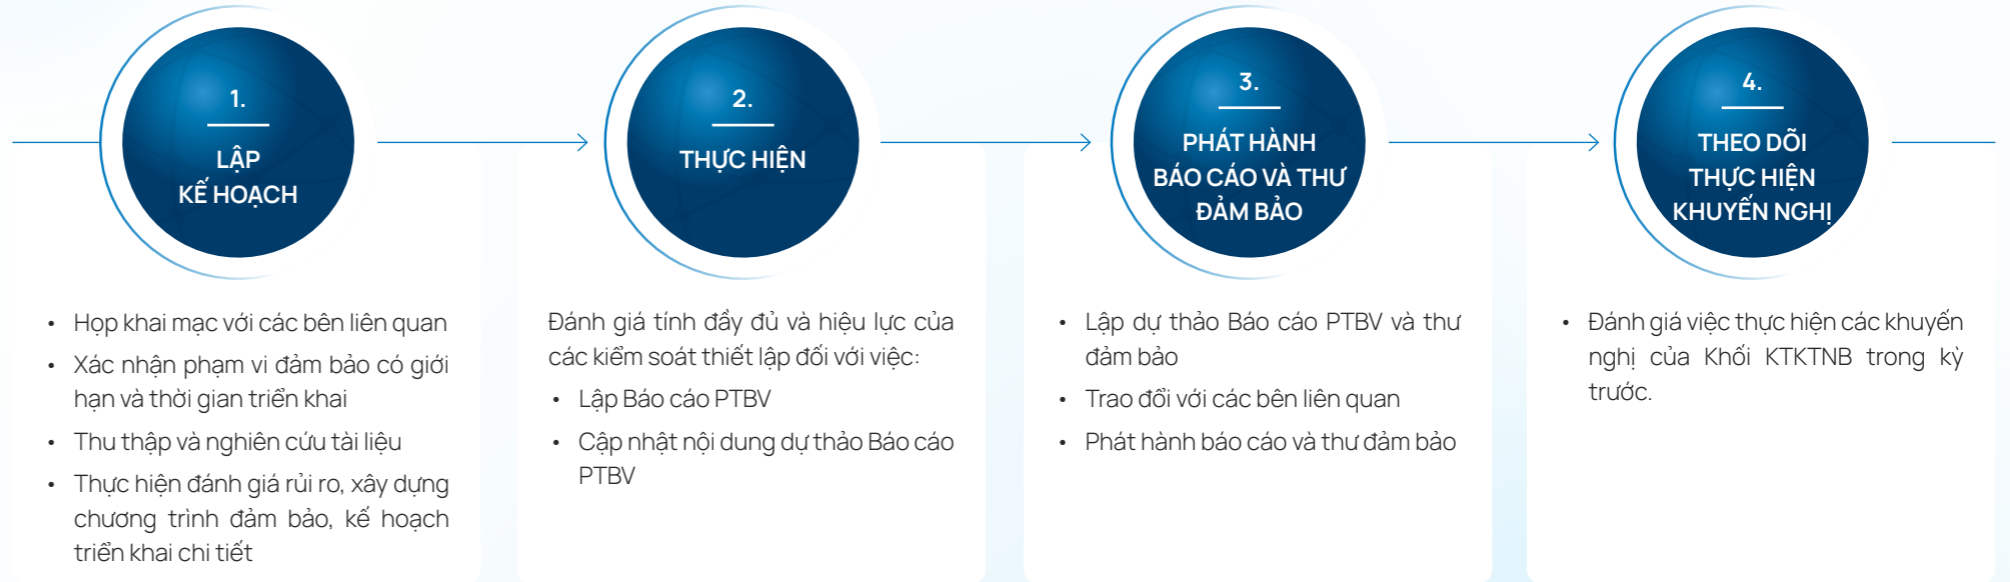 1.
LẬP
KẾ HOẠCH
• Họp khai mạc với các bên liên quan
• Xác nhận phạm vi đảm bảo có giới
hạn và thời gian triển khai
• Thu thập và nghiên cứu tài liệu
• Thực hiện đánh giá rủi ro, xây dựng
chương trình đảm bảo, kế hoạch
triển khai chi tiết
2.
THỰC HIỆN
Đánh giá tính đầy đủ và hiệu lực của
các kiểm soát thiết lập đối với việc:
• Lập Báo cáo PTBV
• Cập nhật nội dung dự thảo Báo cáo
PTBV
3.
PHÁT HÀNH
BÁO CÁO VÀ THƯ
ĐẢM BẢO
• Lập dự thảo Báo cáo PTBV và thư
đảm bảo
• Trao đổi với các bên liên quan
• Phát hành báo cáo và thư đảm bảo
4.
THEO DÕI
THỰC HIỆN
KHUYẾN NGHỊ
• Đánh giá việc thực hiện các khuyến
nghị của Khối KTKTNB trong kỳ
trước.